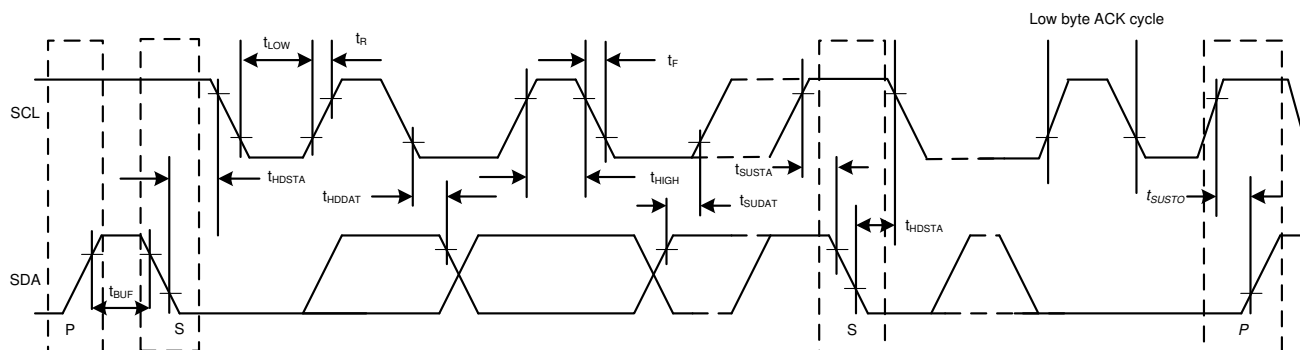 Low byte ACK cycle
tLOW
tR
tF
SCL
tHDSTA
tHDDAT
tHIGH
tSUDAT
tSUSTA
tHDSTA
tSUSTO
SDA
tBUF
P
S
S
P